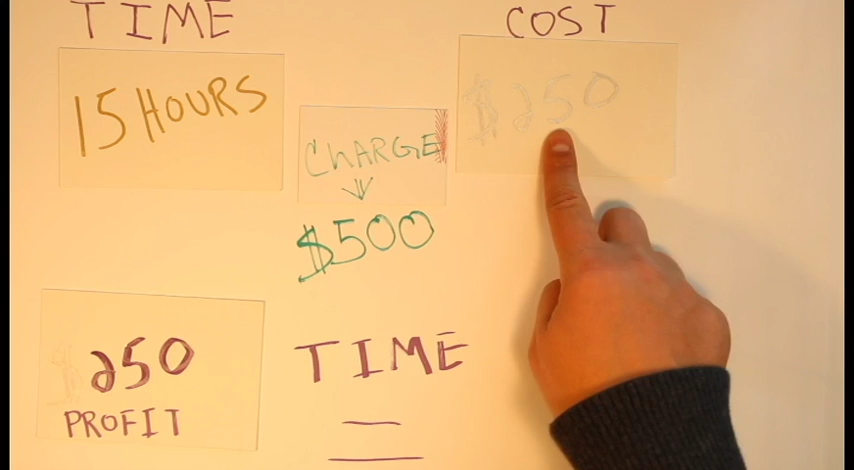 TIME
15 HOURS
COST
$250
CHARGE
$500
$250
PROFIT
TIME